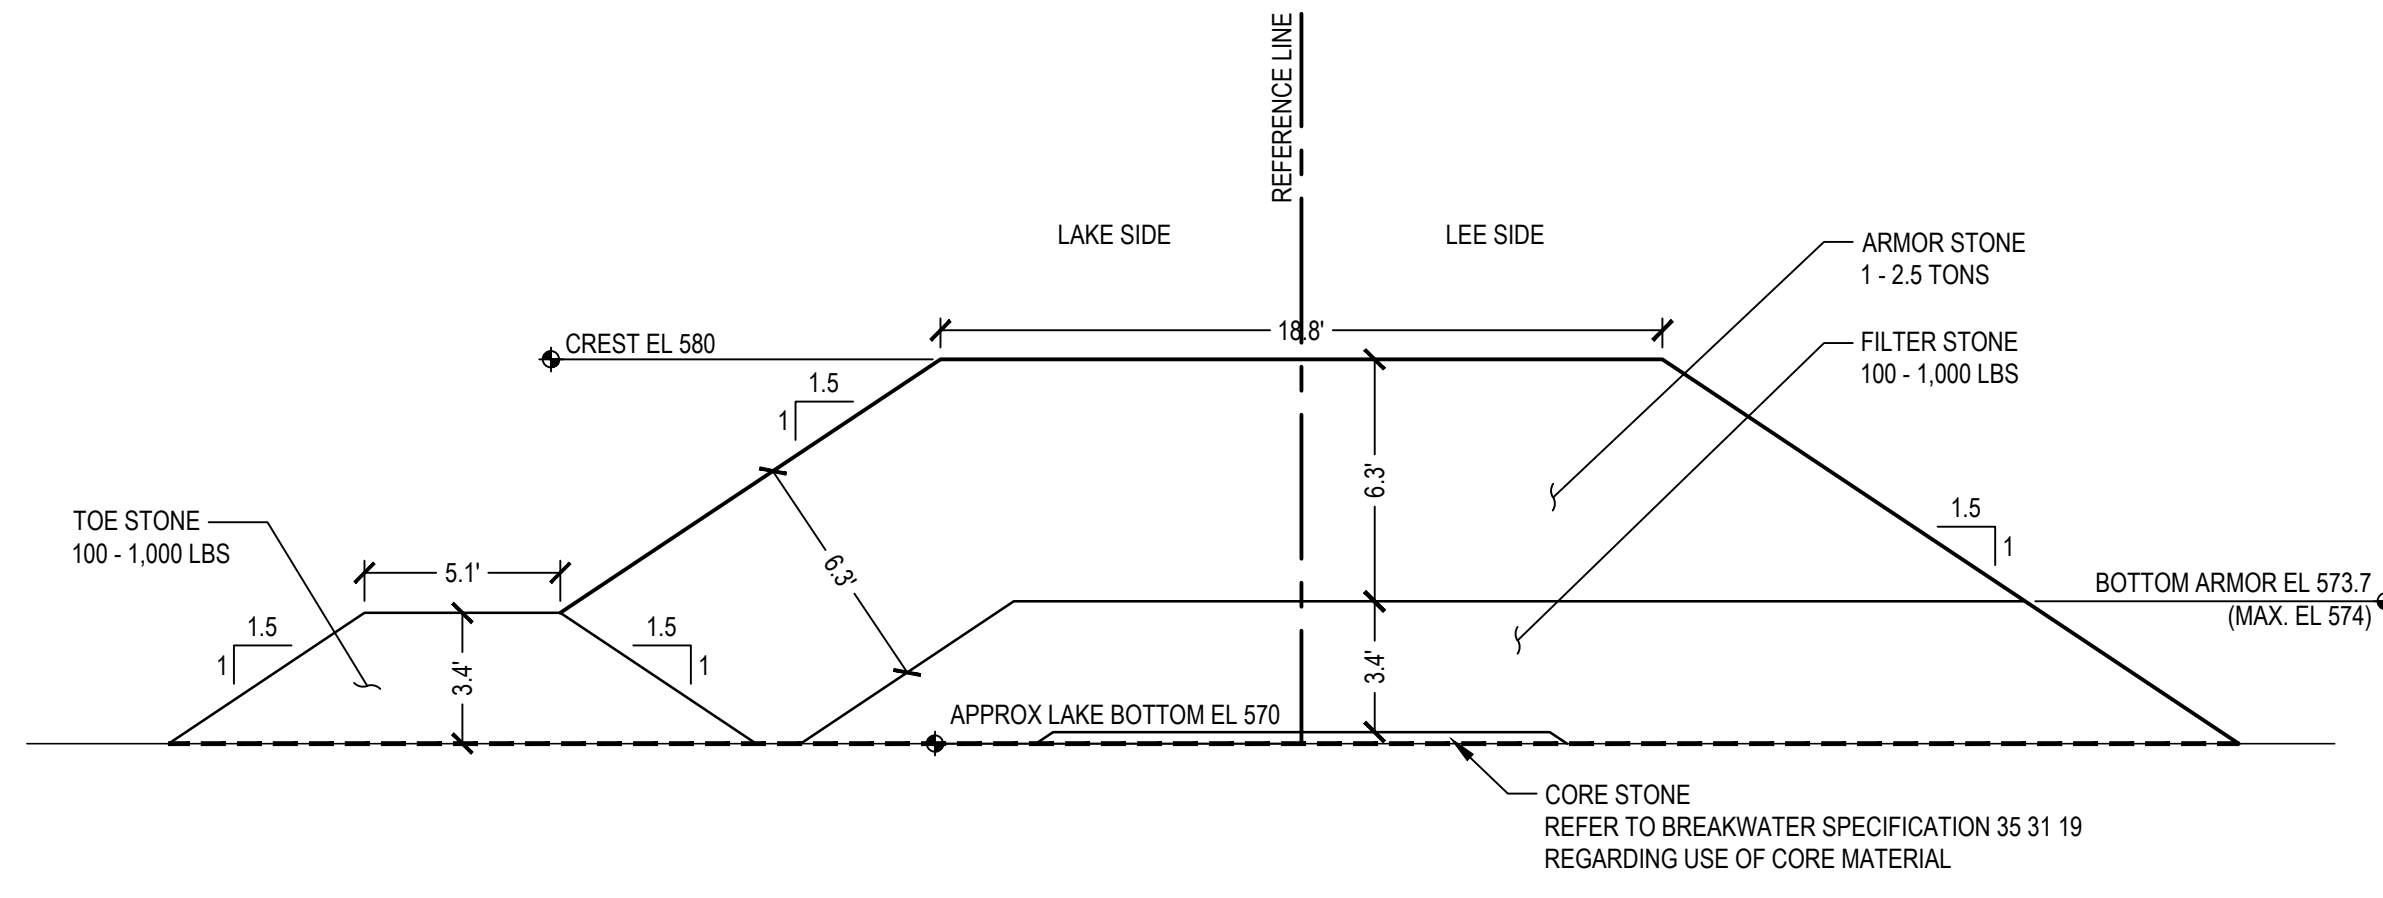 REFERENCE LINE
LAKE SIDE
LEE SIDE
ARMOR STONE
1 - 2.5 TONS
18.8'
CREST EL 580
FILTER STONE
100 - 1,000 LBS
1.5
1
6.3'
TOE STONE
100 - 1,000 LBS
5.1'
6.3'
1.5
1
BOTTOM ARMOR EL 573.7
(MAX. EL 574)
1.5
1
3.4'
1.5
1
3.4'
APPROX LAKE BOTTOM EL 570
CORE STONE
REFER TO BREAKWATER SPECIFICATION 35 31 19
REGARDING USE OF CORE MATERIAL